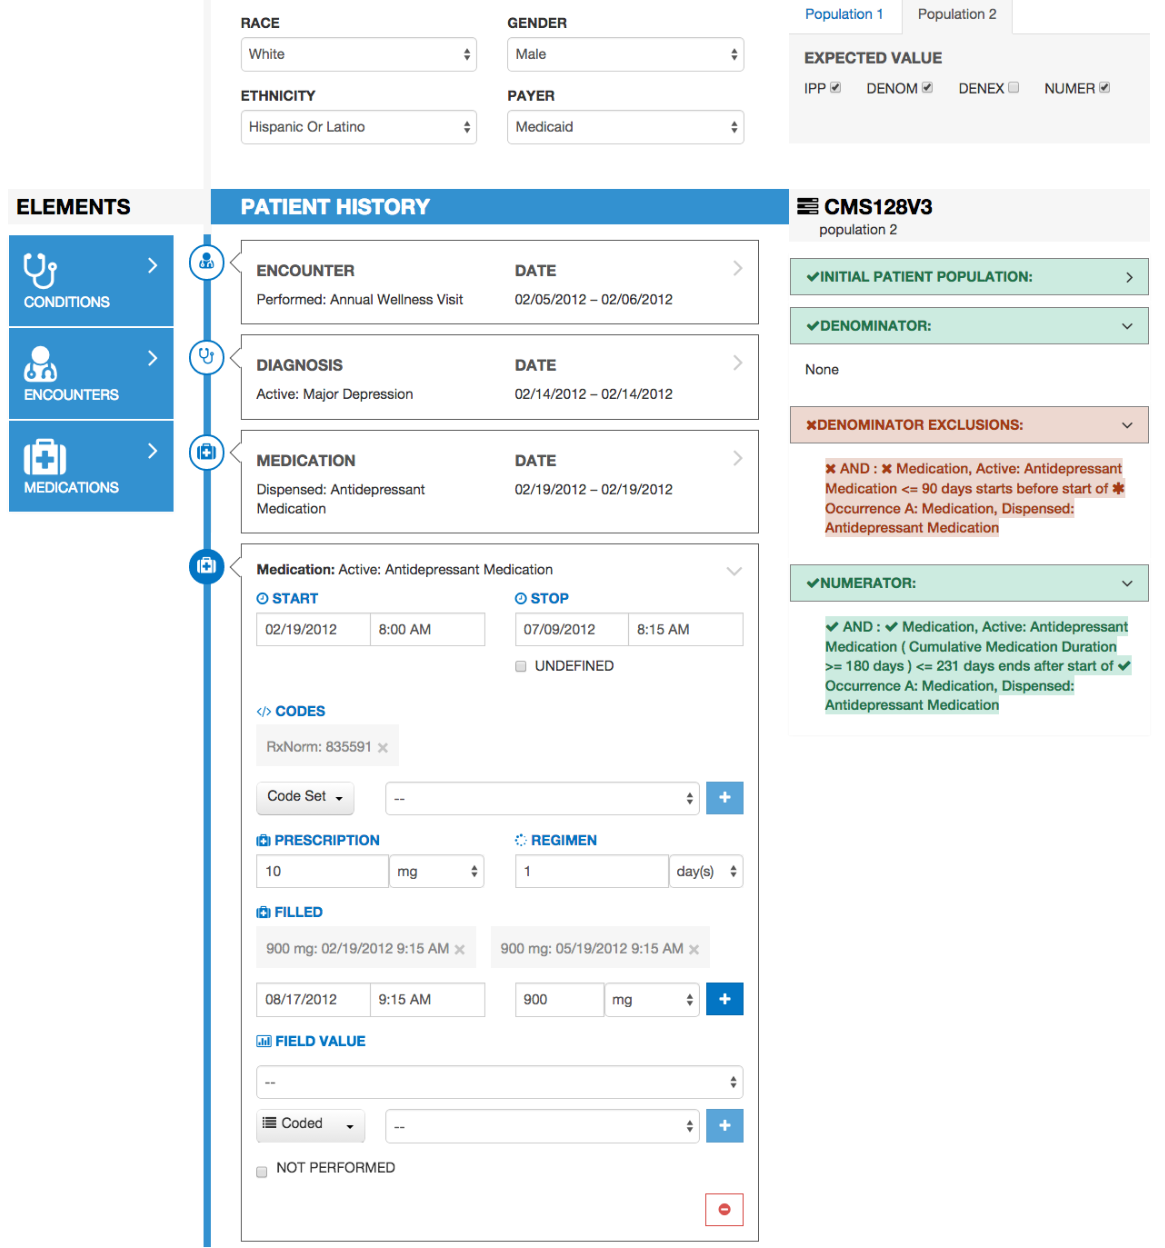 RACE
White
GENDER
Male
ETHNICITY
Hispanic Or Latino
PAYER
Medicaid
Population 1
Population 2
EXPECTED VALUE
IPP
DENOM
DENEX
NUMER
ELEMENTS
CONDITIONS
ENCOUNTERS
MEDICATIONS
PATIENT HISTORY
ENCOUNTER
DATE
Performed: Annual Wellness Visit
02/05/2012 – 02/06/2012
DIAGNOSIS
DATE
Active: Major Depression
02/14/2012 – 02/14/2012
MEDICATION
DATE
Dispensed: Antidepressant
Medication
02/19/2012 – 02/19/2012
Medication: Active: Antidepressant Medication
START
STOP
02/19/2012
8:00 AM
07/09/2012
8:15 AM
UNDEFINED
</> CODES
RxNorm: 835591
Code Set
--
PRESCRIPTION
REGIMEN
10
mg
1
day(s)
FILLED
900 mg: 02/19/2012 9:15 AM
900 mg: 05/19/2012 9:15 AM
08/17/2012
9:15 AM
900
mg
FIELD VALUE
--
Coded
--
NOT PERFORMED
CMS128V3
population 2
INITIAL PATIENT POPULATION:
DENOMINATOR:
None
DENOMINATOR EXCLUSIONS:
AND : Medication, Active: Antidepressant
Medication <= 90 days starts before start of
Occurrence A: Medication, Dispensed:
Antidepressant Medication
NUMERATOR:
AND : Medication, Active: Antidepressant
Medication ( Cumulative Medication Duration
>= 180 days ) <= 231 days ends after start of
Occurrence A: Medication, Dispensed:
Antidepressant Medication